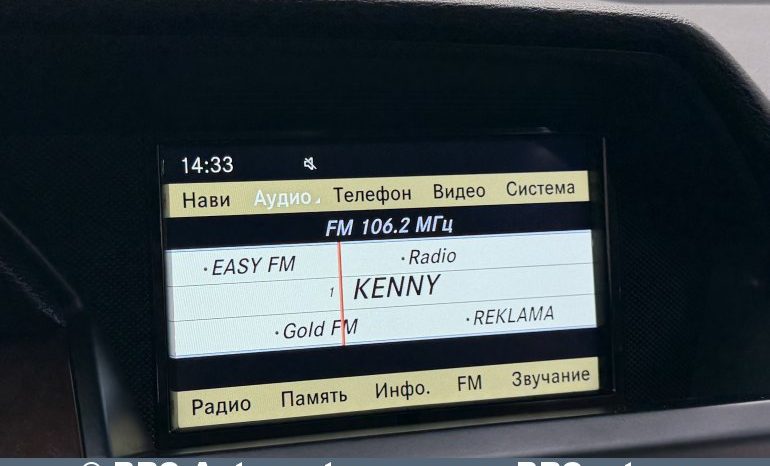 14:33
Нави Аудио Телефон Видео Система
FM 106.2 МГц
·EASY FM ·Radio
1 KENNY
·Gold FM ·REKLAMA
Радио Память Инфо. FM Звучание